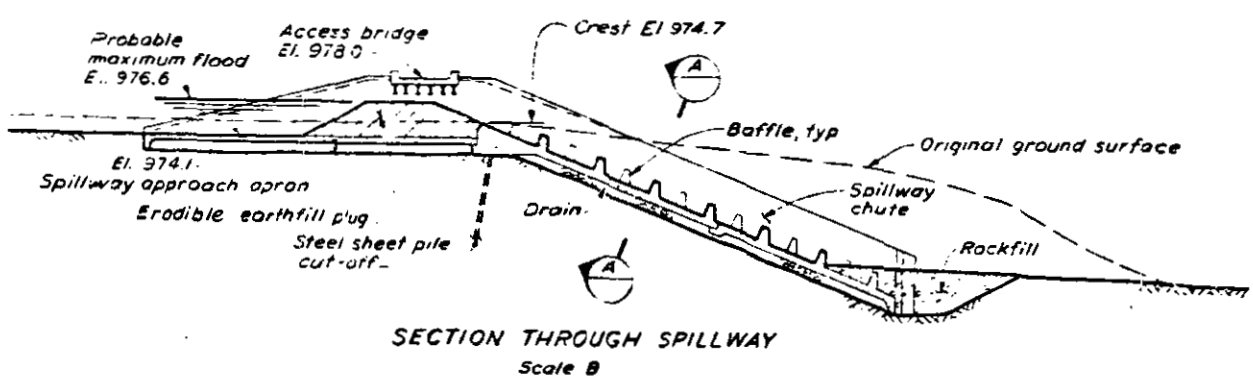 Probable
maximum flood
E.. 976.6
Access bridge
El. 978.0
Crest El 974.7
A
Baffle, typ
Original ground surface
Spillway
chute
Rockfill
El. 974.1
Spillway approach apron
Erodible earthfill plug
Steel sheet pile
cut-off
Drain
A
SECTION THROUGH SPILLWAY
Scale B